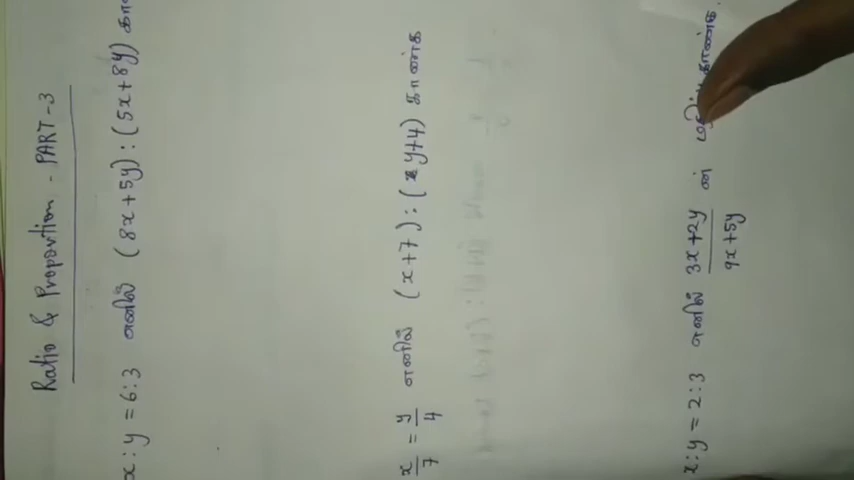 Ratio & Proportion - PART-3
x:y = 6:3 எனில் (8x+5y):(5x+8y)
x/7 = y/4 எனில் (x+7):(y+4) காண்க
x:y = 2:3 எனில் 3x+2y/9x+5y ன் காண்க.